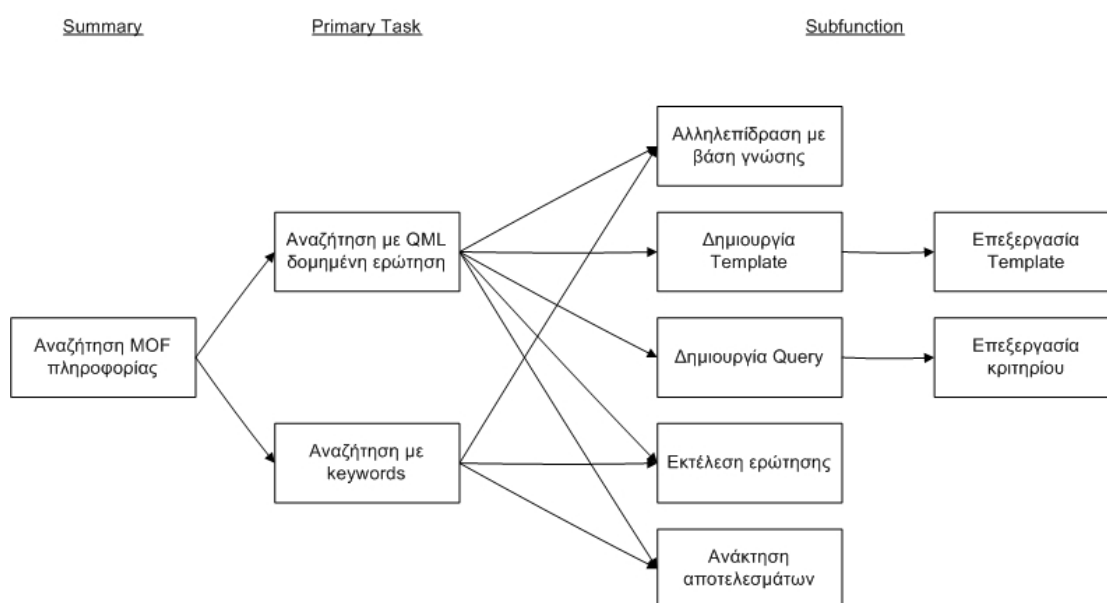 Summary
Primary Task
Subfunction
Αλληλεπίδραση με
βάση γνώσης
Αναζήτηση με QML
δομημένη ερώτηση
Δημιουργία
Template
Επεξεργασία
Template
Αναζήτηση MOF
πληροφορίας
Δημιουργία Query
Επεξεργασία
κριτηρίου
Αναζήτηση με
keywords
Εκτέλεση ερώτησης
Ανάκτηση
αποτελεσμάτων